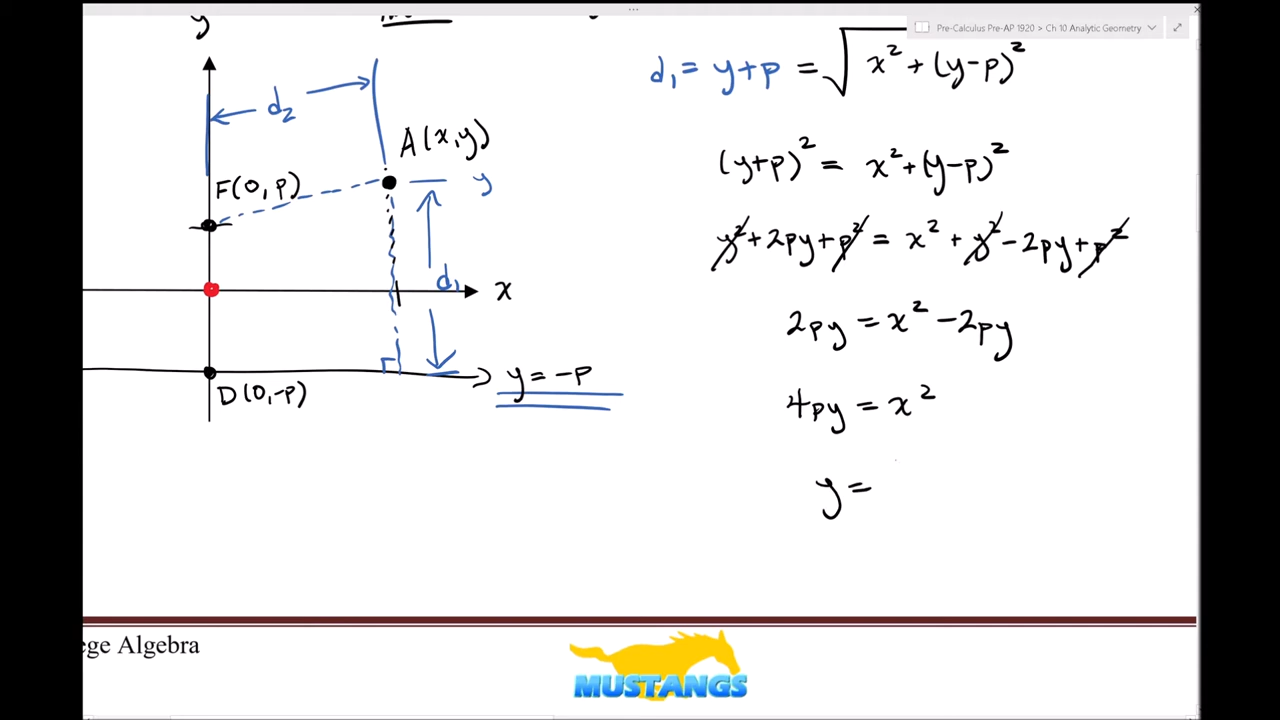 y
Pre-Calculus Pre-AP 1920 > Ch 10 Analytic Geometry
d₁ = y+p = √x² + (y-p)²
d₂
A(x,y)
(y+p)² = x² + (y-p)²
F(0,p)
y
y² + 2py + p² = x² + y² - 2py + p²
d₁
x
2py = x² - 2py
y = -p
D(0,-p)
4py = x²
y =
ege Algebra
MUSTANGS